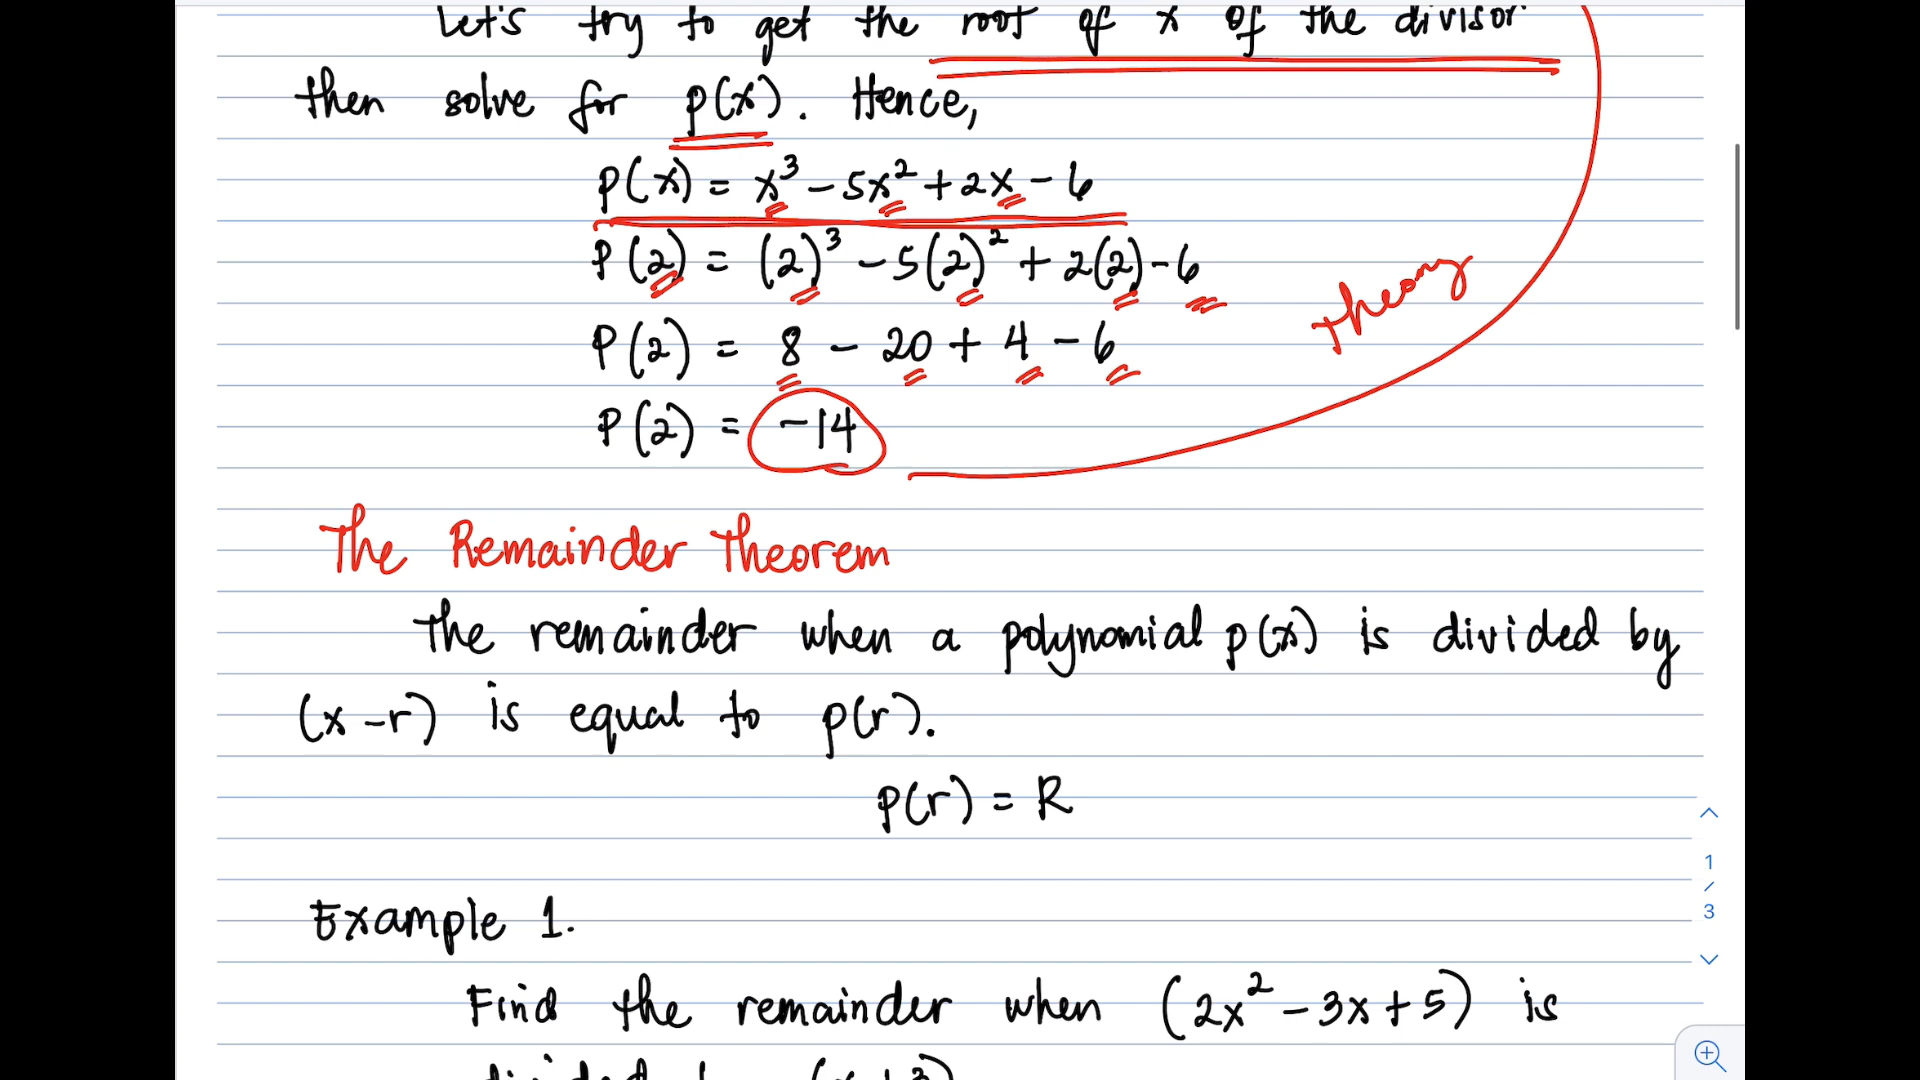 Let's try to get the root of x of the divisor
then solve for p(x). Hence,
p(x) = x³ - 5x² + 2x - 6
P(2) = (2)³ - 5(2)² + 2(2) - 6
P(2) = 8 - 20 + 4 - 6
P(2) = -14
theory
The Remainder Theorem
The remainder when a polynomial p(x) is divided by
(x - r) is equal to p(r).
p(r) = R
1
/
3
Example 1.
Find the remainder when (2x² - 3x + 5) is